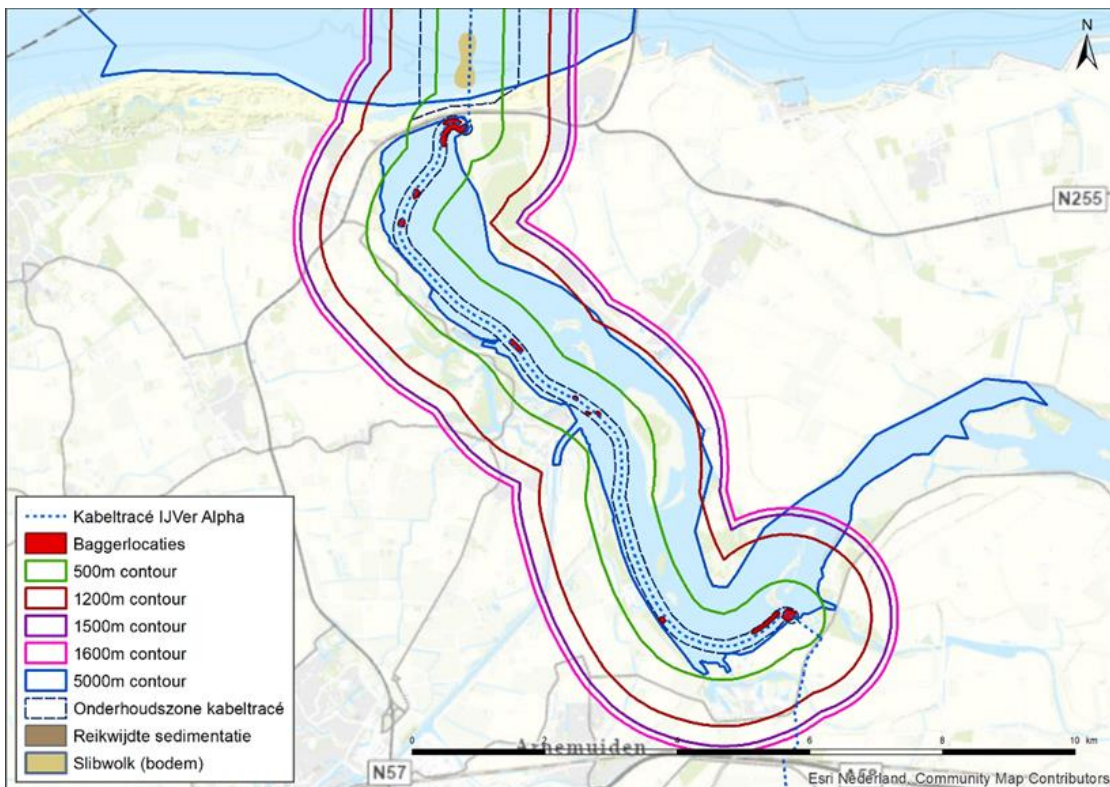 N
N255
Kabeltracé IJVer Alpha
Baggerlocaties
500m contour
1200m contour
1500m contour
1600m contour
5000m contour
Onderhoudszone kabeltracé
Reikwijdte sedimentatie
Slibwolk (bodem)
0 2 4 6 8 10 km
Arnemuiden
N57
A58
Esri Nederland, Community Map Contributors